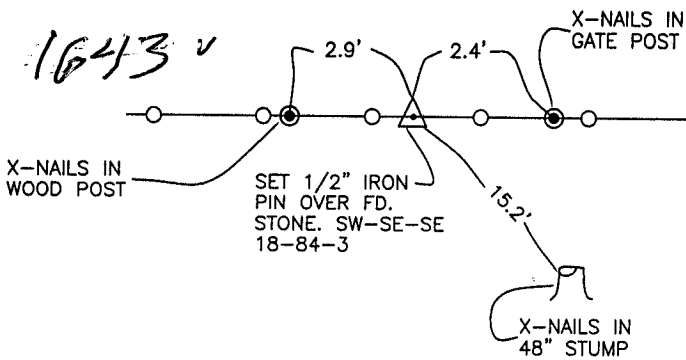 1643
X-NAILS IN
GATE POST
2.9'
2.4'
X-NAILS IN
WOOD POST
SET 1/2" IRON
PIN OVER FD.
STONE. SW-SE-SE
18-84-3
15.2'
X-NAILS IN
48" STUMP